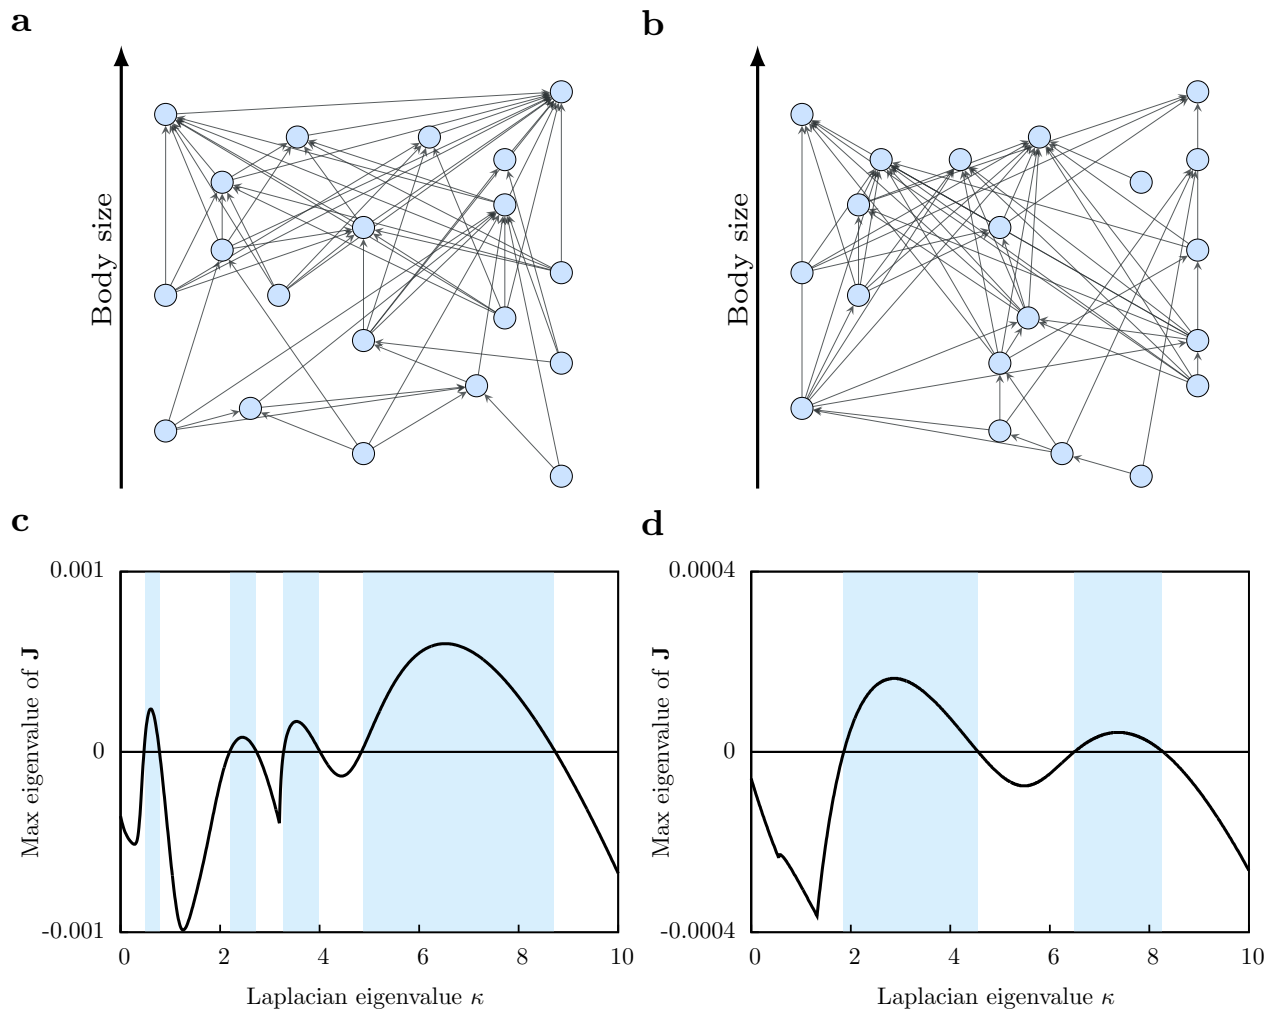 a
b
Body size
Body size
c
d
0.001
0
-0.001
Max eigenvalue of J
0 2 4 6 8 10
Laplacian eigenvalue κ
0.0004
0
-0.0004
Max eigenvalue of J
0 2 4 6 8 10
Laplacian eigenvalue κ